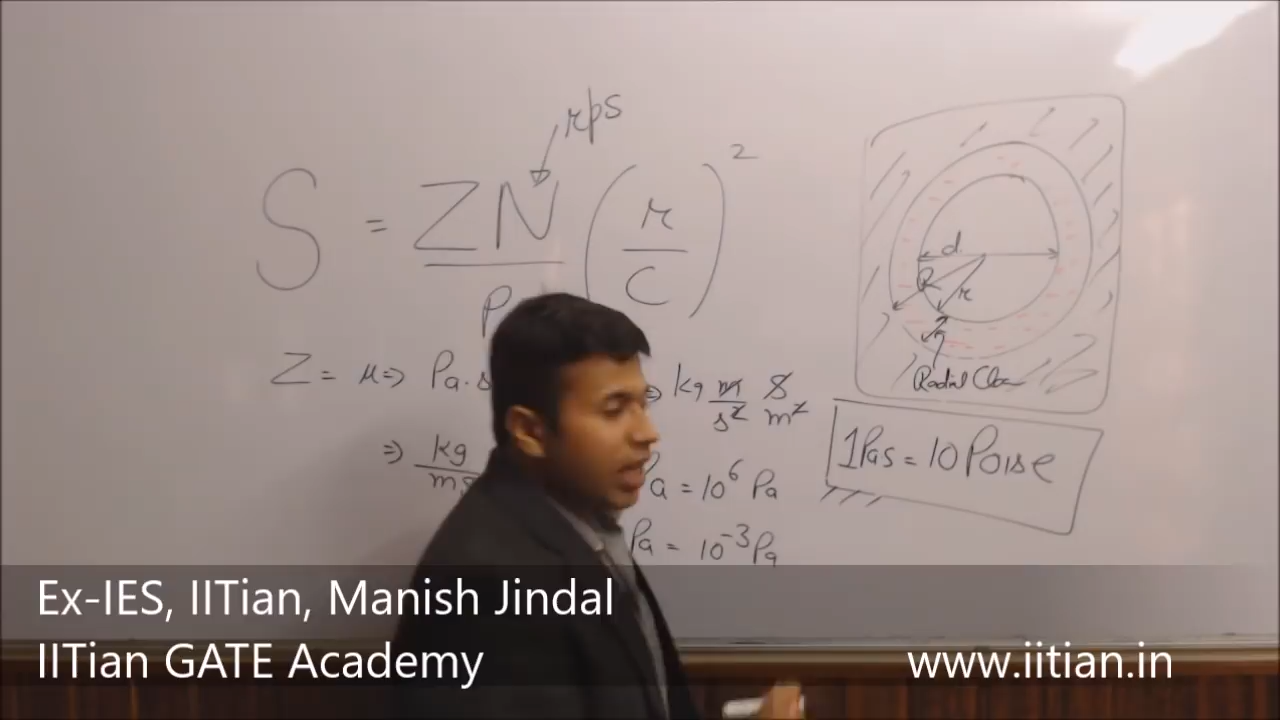 rps
S = ZN/P (r/C)²
Z = μ ⇒ Pa.s
⇒ kg m/s² s/m²
⇒ kg/ms
a = 10⁶ Pa
Pa = 10⁻³ Pa
d
R
r
Radial Clea
1Pas = 10 Poise
Ex-IES, IITian, Manish Jindal
IITian GATE Academy
www.iitian.in